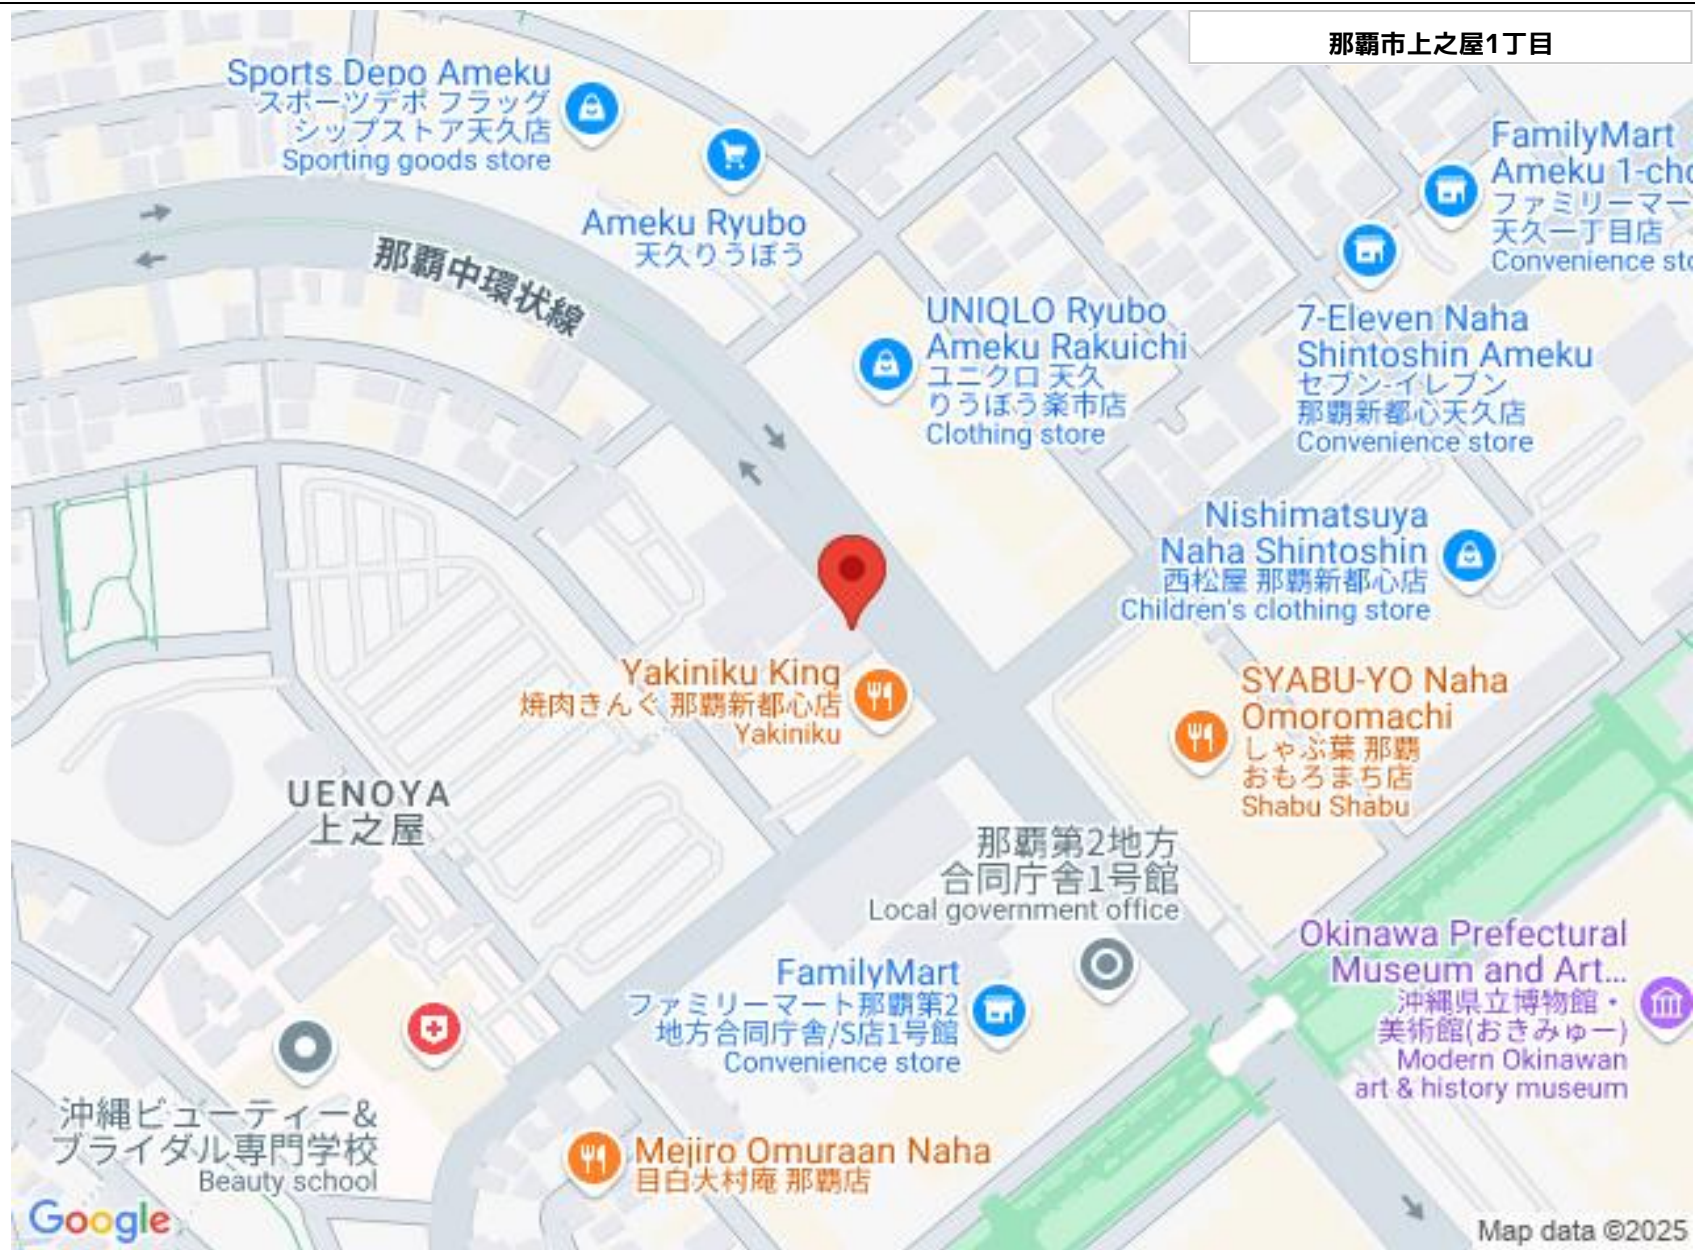 那覇市上之屋1丁目
Sports Depo Ameku
スポーツデポ フラッグ
シップストア天久店
Sporting goods store
Ameku Ryubo
天久りうぼう
FamilyMart
Ameku 1-cho
ファミリーマー
天久一丁目店
Convenience sto
那覇中環状線
UNIQLO Ryubo
Ameku Rakuichi
ユニクロ 天久
りうぼう楽市店
Clothing store
7-Eleven Naha
Shintoshin Ameku
セブン-イレブン
那覇新都心天久店
Convenience store
Nishimatsuya
Naha Shintoshin
西松屋 那覇新都心店
Children's clothing store
Yakiniku King
焼肉きんぐ 那覇新都心店
Yakiniku
SYABU-YO Naha
Omoromachi
しゃぶ葉 那覇
おもろまち店
Shabu Shabu
UENOYA
上之屋
那覇第2地方
合同庁舎1号館
Local government office
FamilyMart
ファミリーマート那覇第2
地方合同庁舎/S店1号館
Convenience store
Okinawa Prefectural
Museum and Art...
沖縄県立博物館・
美術館(おきみゅー)
Modern Okinawan
art & history museum
沖縄ビューティー&
ブライダル専門学校
Beauty school
Mejiro Omuraan Naha
目白大村庵 那覇店
Google
Map data ©2025